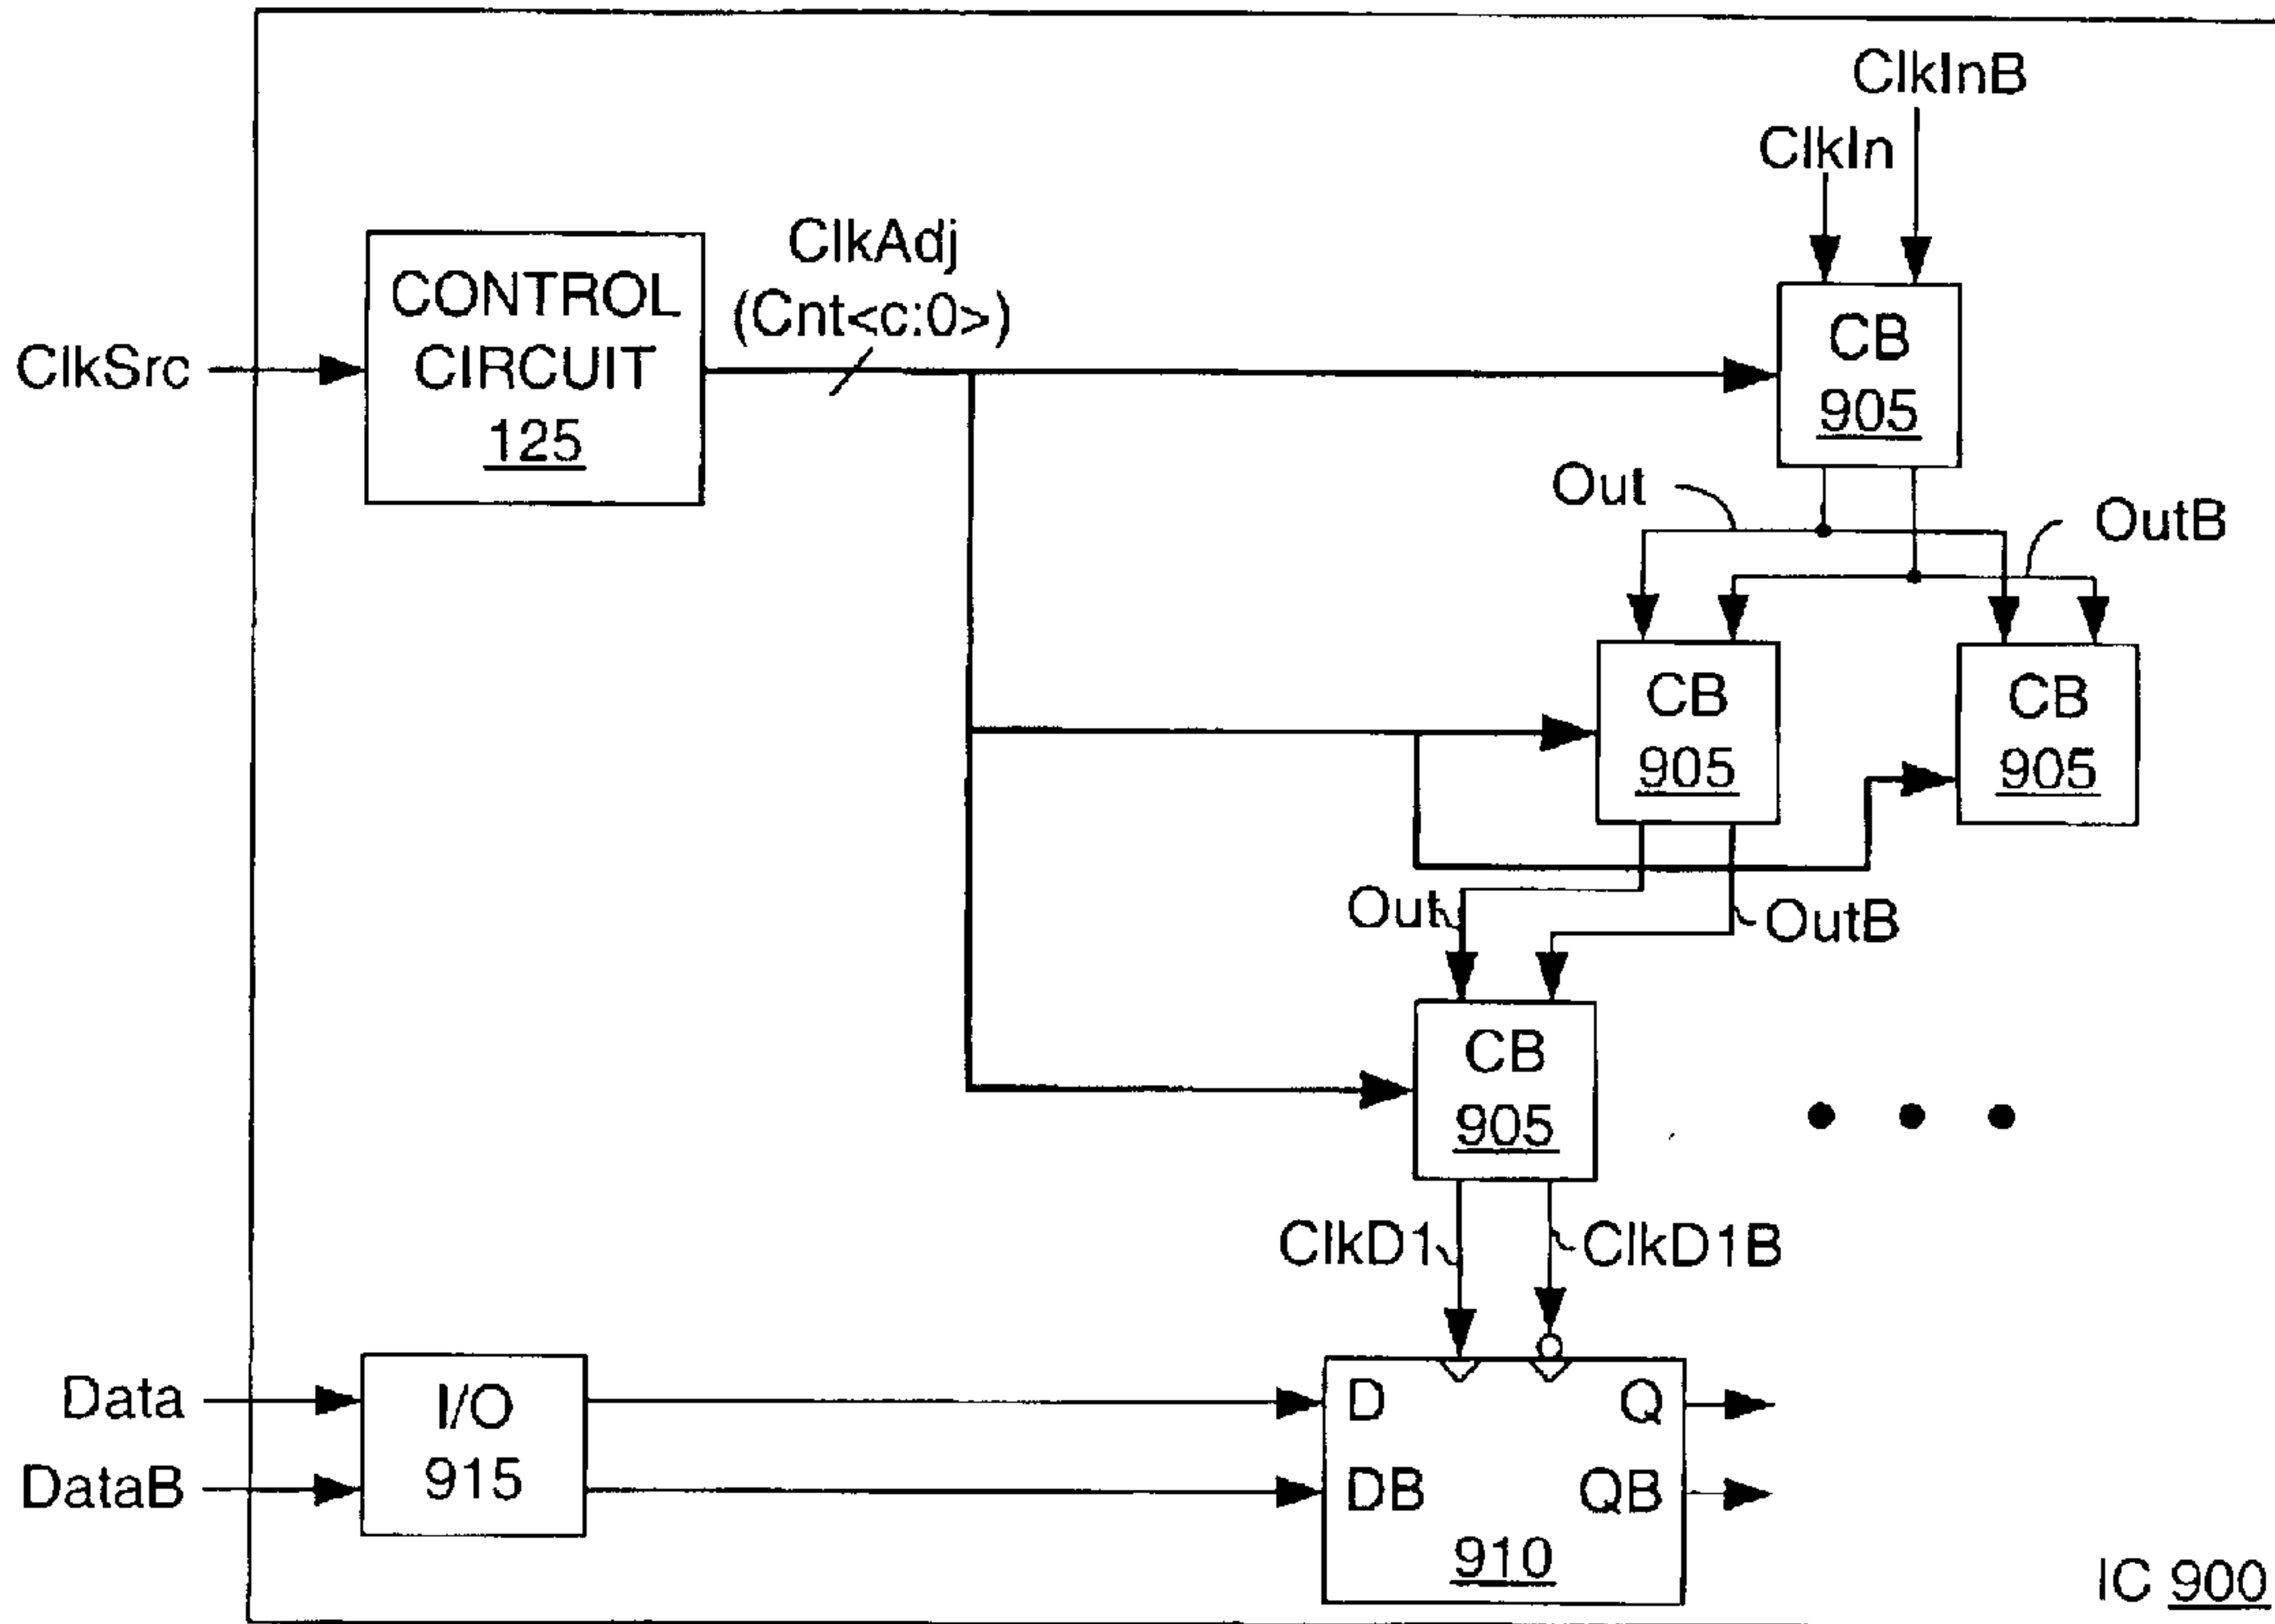 ClkInB
ClkIn
ClkAdj
(Cnt<c:0>)
CONTROL
CIRCUIT
125
ClkSrc
CB
905
Out
OutB
CB
905
CB
905
Out
OutB
CB
905
ClkD1
ClkD1B
Data
I/O
915
DataB
D
Q
DB
QB
910
IC 900